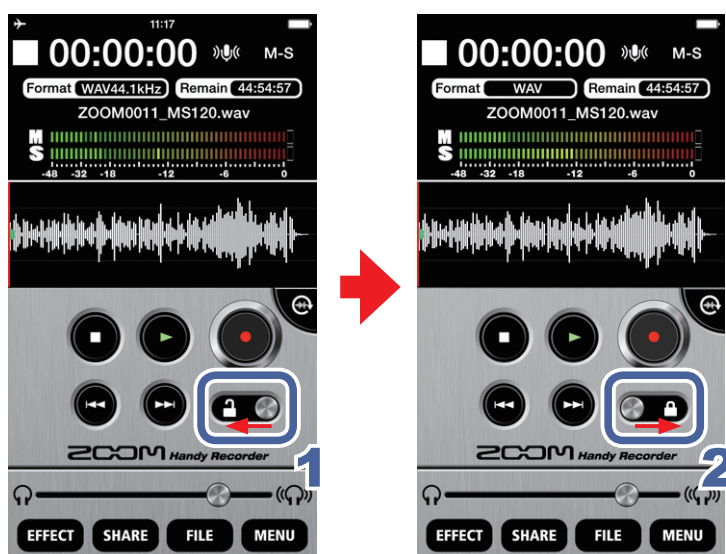 11:17
00:00:00 M-S
Format WAV44.1kHz Remain 44:54:57
ZOOM0011_MS120.wav
M
S
-48 -32 -18 -12 -6 0
ZOOM Handy Recorder
1
EFFECT SHARE FILE MENU
00:00:00 M-S
Format WAV Remain 44:54:57
ZOOM0011_MS120.wav
M
S
-48 -32 -18 -12 -6 0
ZOOM Handy Recorder
2
EFFECT SHARE FILE MENU